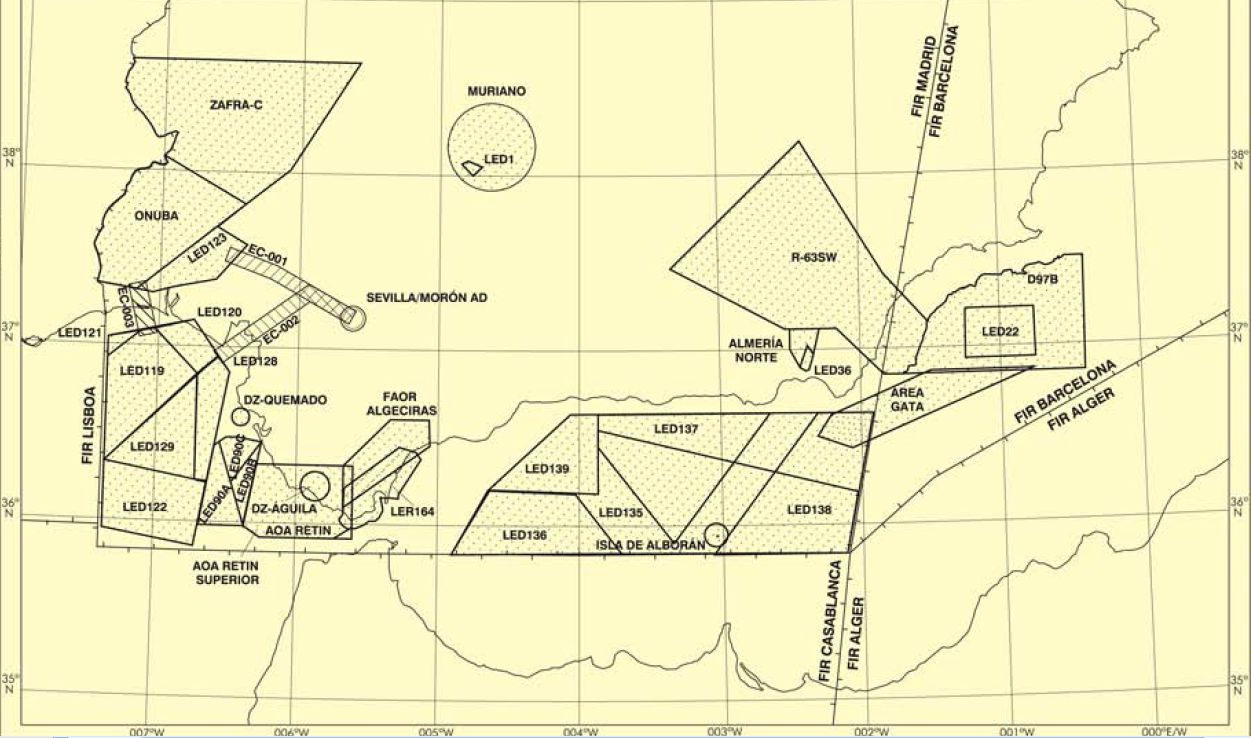 FIR MADRID
FIR BARCELONA
MURIANO
ZAFRA-C
38°
N
LED1
38°
N
ONUBA
LED123
EC-001
R-63SW
D97B
EC-003
SEVILLA/MORÓN AD
LED120
37°
N
LED121
EC-002
LED22
37°
N
ALMERÍA
NORTE
LED128
LED119
LED36
DZ-QUEMADO
FAOR
ALGECIRAS
AREA
GATA
FIR BARCELONA
FIR ALGER
FIR LISBOA
LED137
LED129
LED90C
LED139
LED90B
36°
N
LED122
LED90A
DZ-ÁGUILA
LER164
LED135
LED138
36°
N
AOA RETIN
LED136
ISLA DE ALBORÁN
AOA RETIN
SUPERIOR
FIR CASABLANCA
FIR ALGER
35°
N
35°
N
007°W
006°W
005°W
004°W
003°W
002°W
001°W
000°E/W